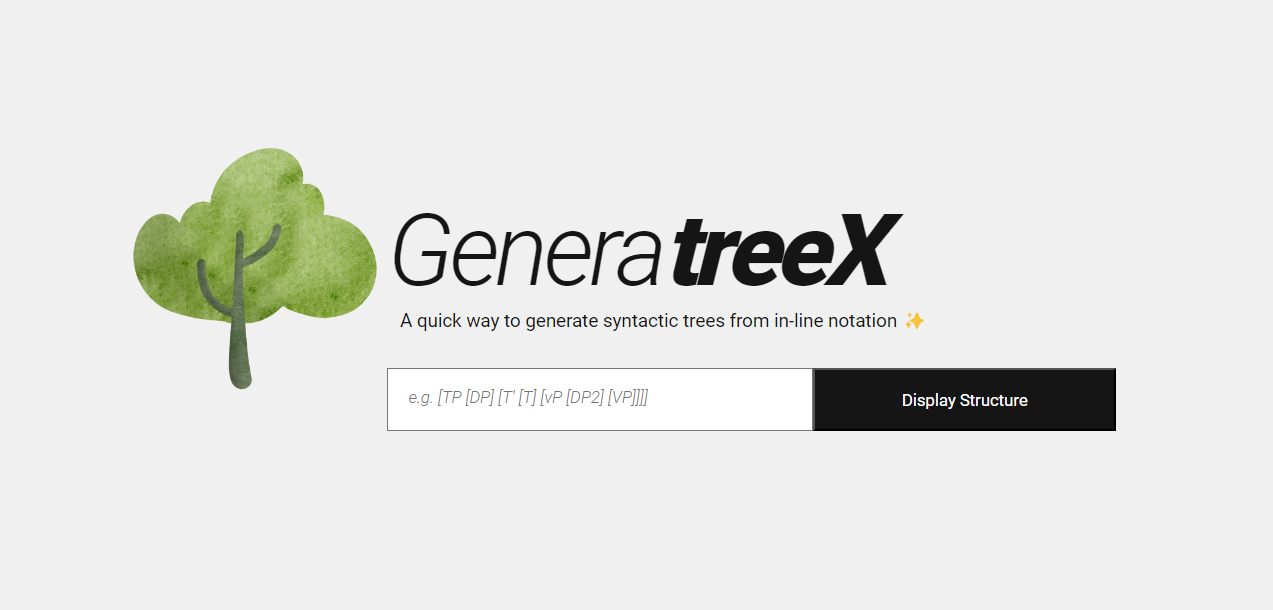 GeneratreeX
A quick way to generate syntactic trees from in-line notation ✨
e.g. [TP [DP] [T' [T] [vP [DP2] [VP]]]]
Display Structure